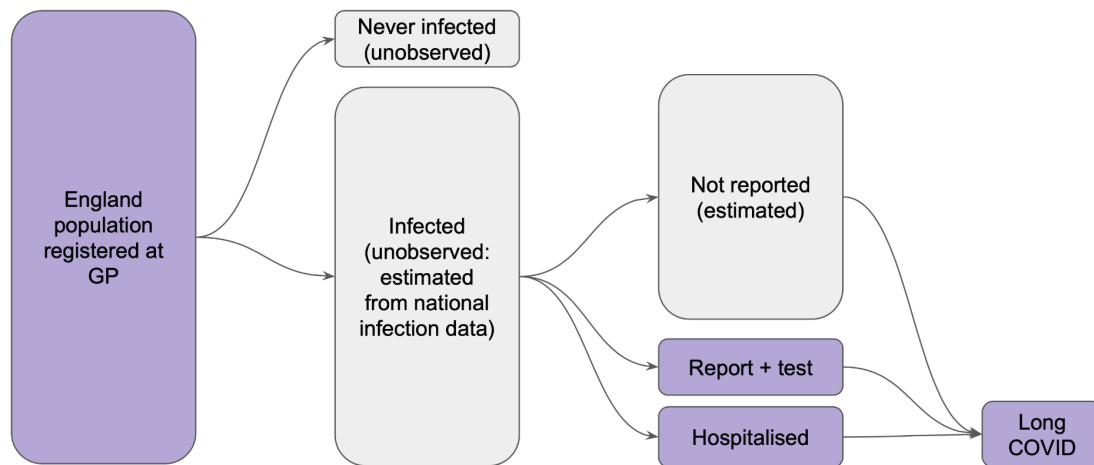 England
population
registered at
GP
Never infected
(unobserved)
Infected
(unobserved:
estimated
from national
infection data)
Not reported
(estimated)
Report + test
Hospitalised
Long
COVID